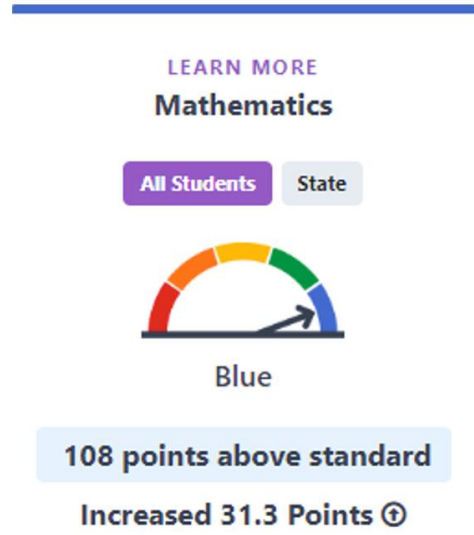 LEARN MORE
Mathematics
All Students State
Blue
108 points above standard
Increased 31.3 Points